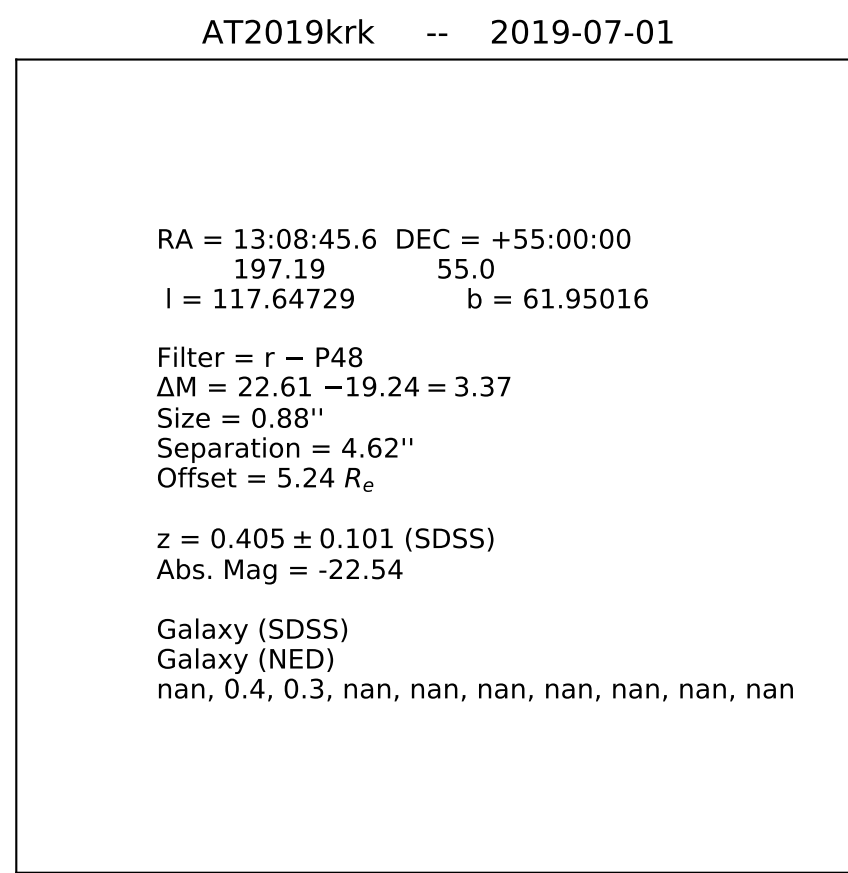 AT2019krk -- 2019-07-01
RA = 13:08:45.6 DEC = +55:00:00
197.19 55.0
l = 117.64729 b = 61.95016
Filter = r − P48
ΔM = 22.61 −19.24 = 3.37
Size = 0.88''
Separation = 4.62''
Offset = 5.24 Rₑ
z = 0.405 ± 0.101 (SDSS)
Abs. Mag = -22.54
Galaxy (SDSS)
Galaxy (NED)
nan, 0.4, 0.3, nan, nan, nan, nan, nan, nan, nan